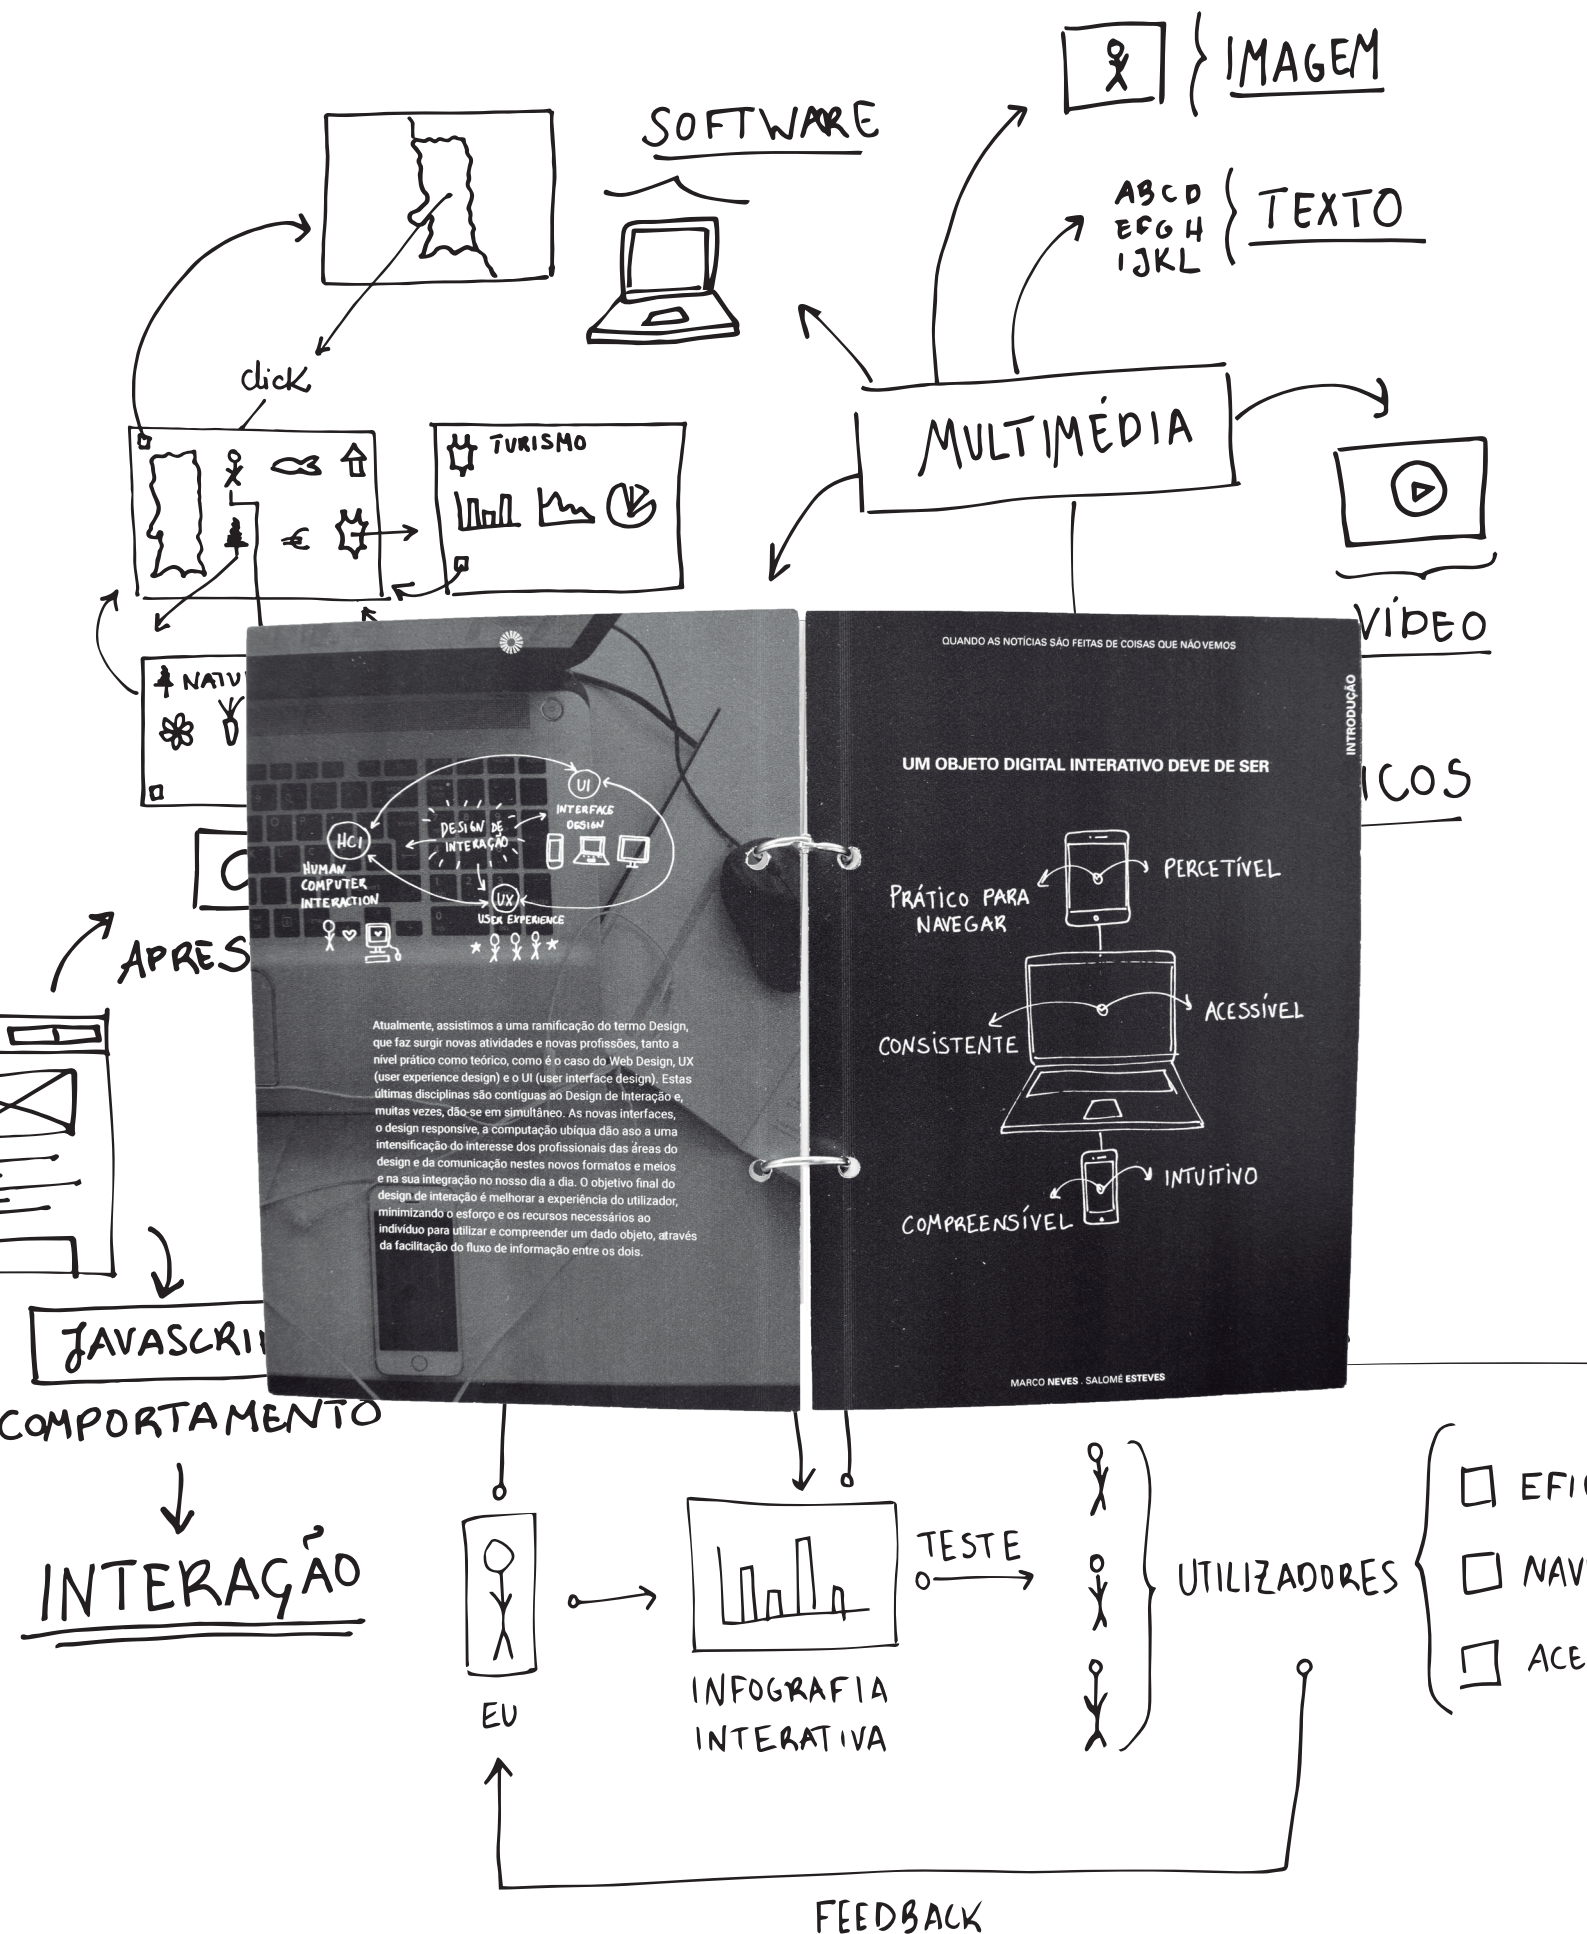 IMAGEM
SOFTWARE
ABCD
EFGH
IJKL
TEXTO
click
MULTIMÉDIA
TURISMO
VÍDEO
QUANDO AS NOTÍCIAS SÃO FEITAS DE COISAS QUE NÃO VEMOS
INTRODUÇÃO
NATU
UM OBJETO DIGITAL INTERATIVO DEVE DE SER
ICOS
UI
INTERFACE
DESIGN
DESIGN DE
INTERAÇÃO
HCI
HUMAN
COMPUTER
INTERACTION
UX
USER EXPERIENCE
PERCETÍVEL
PRÁTICO PARA
NAVEGAR
ACESSÍVEL
CONSISTENTE
INTUITIVO
COMPREENSÍVEL
APRES
Atualmente, assistimos a uma ramificação do termo Design,
que faz surgir novas atividades e novas profissões, tanto a
nível prático como teórico, como é o caso do Web Design, UX
(user experience design) e o UI (user interface design). Estas
últimas disciplinas são contíguas ao Design de Interação e,
muitas vezes, dão-se em simultâneo. As novas interfaces,
o design responsive, a computação ubíqua dão aso a uma
intensificação do interesse dos profissionais das áreas do
design e da comunicação nestes novos formatos e meios
e na sua integração no nosso dia a dia. O objetivo final do
design de interação é melhorar a experiência do utilizador,
minimizando o esforço e os recursos necessários ao
indivíduo para utilizar e compreender um dado objeto, através
da facilitação do fluxo de informação entre os dois.
MARCO NEVES . SALOMÉ ESTEVES
JAVASCRI
COMPORTAMENTO
INTERAÇÃO
EU
INFOGRAFIA
INTERATIVA
TESTE
UTILIZADORES
EFI
NAV
ACE
FEEDBACK